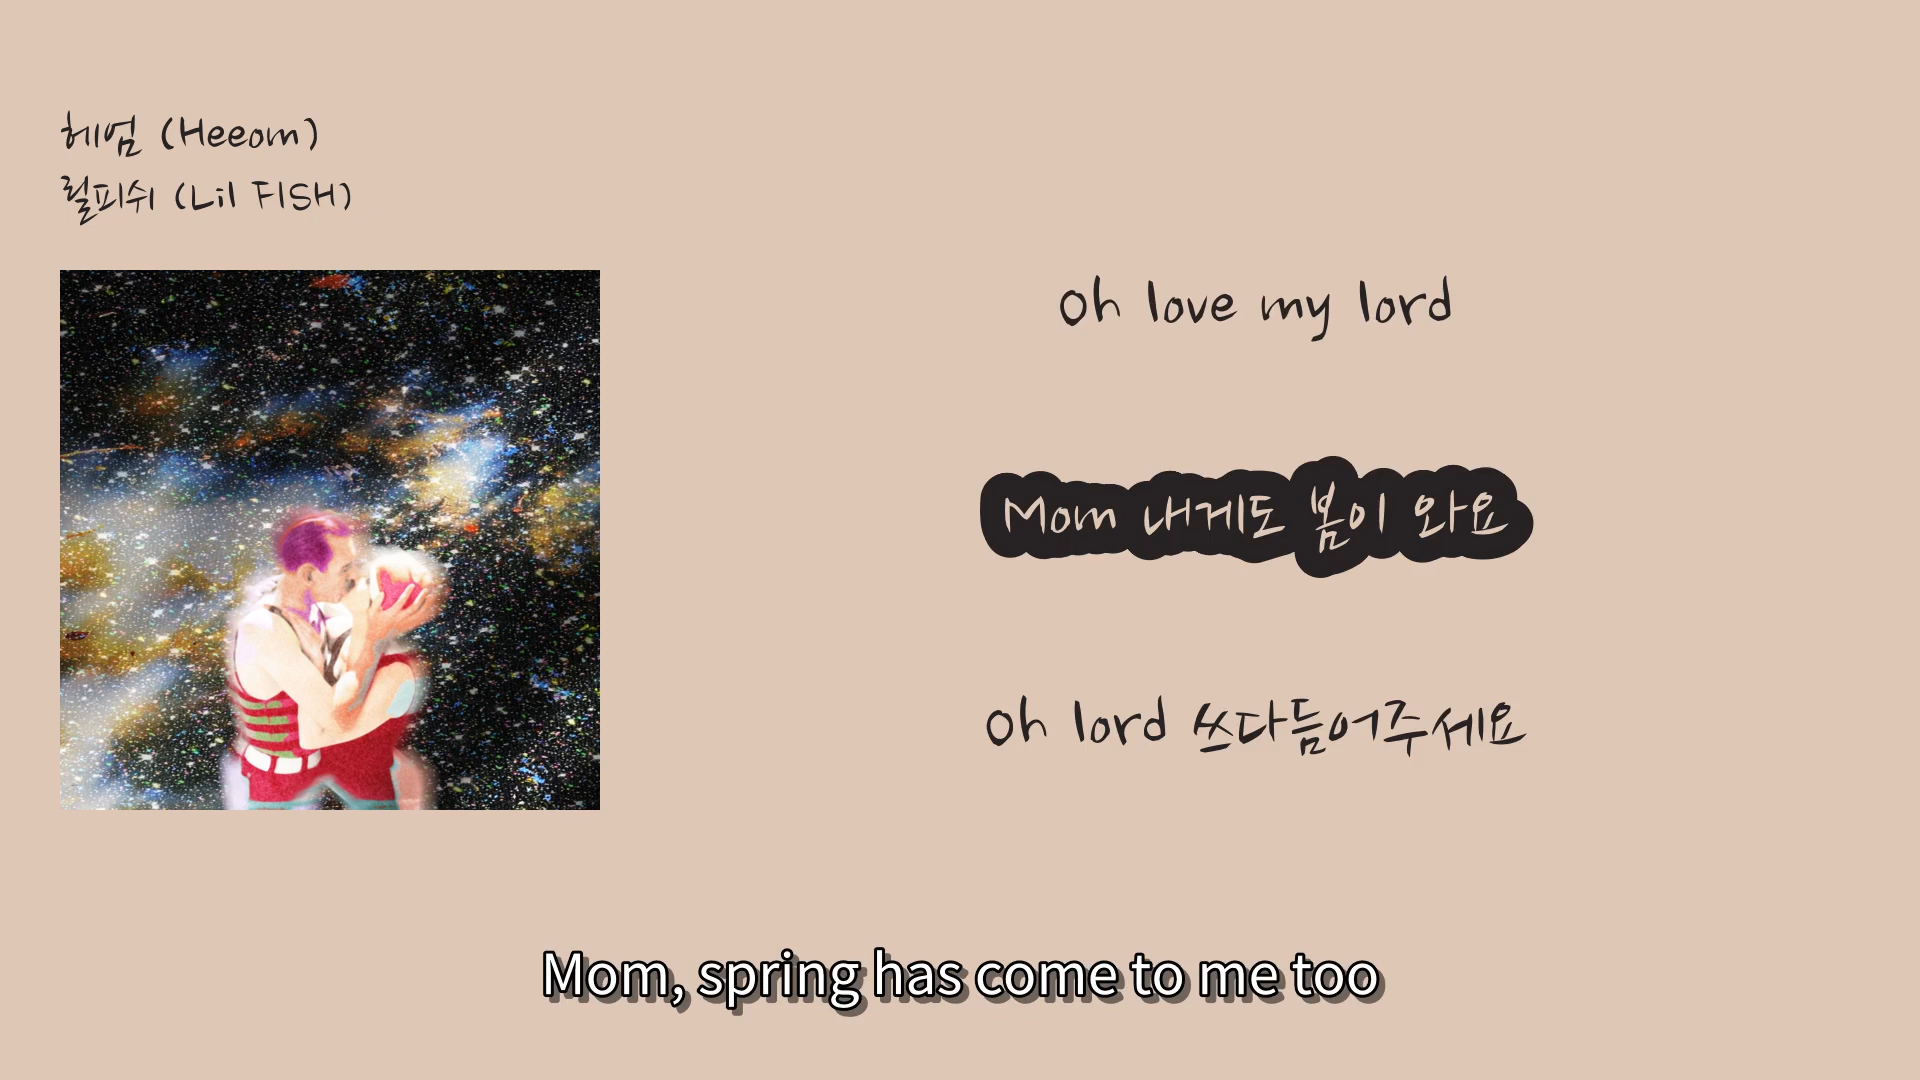 헤엄 (Heeom)
릴피쉬 (Lil FISH)
Oh love my lord
Mom 내게도 봄이 와요
Oh lord 쓰다듬어주세요
Mom, spring has come to me too